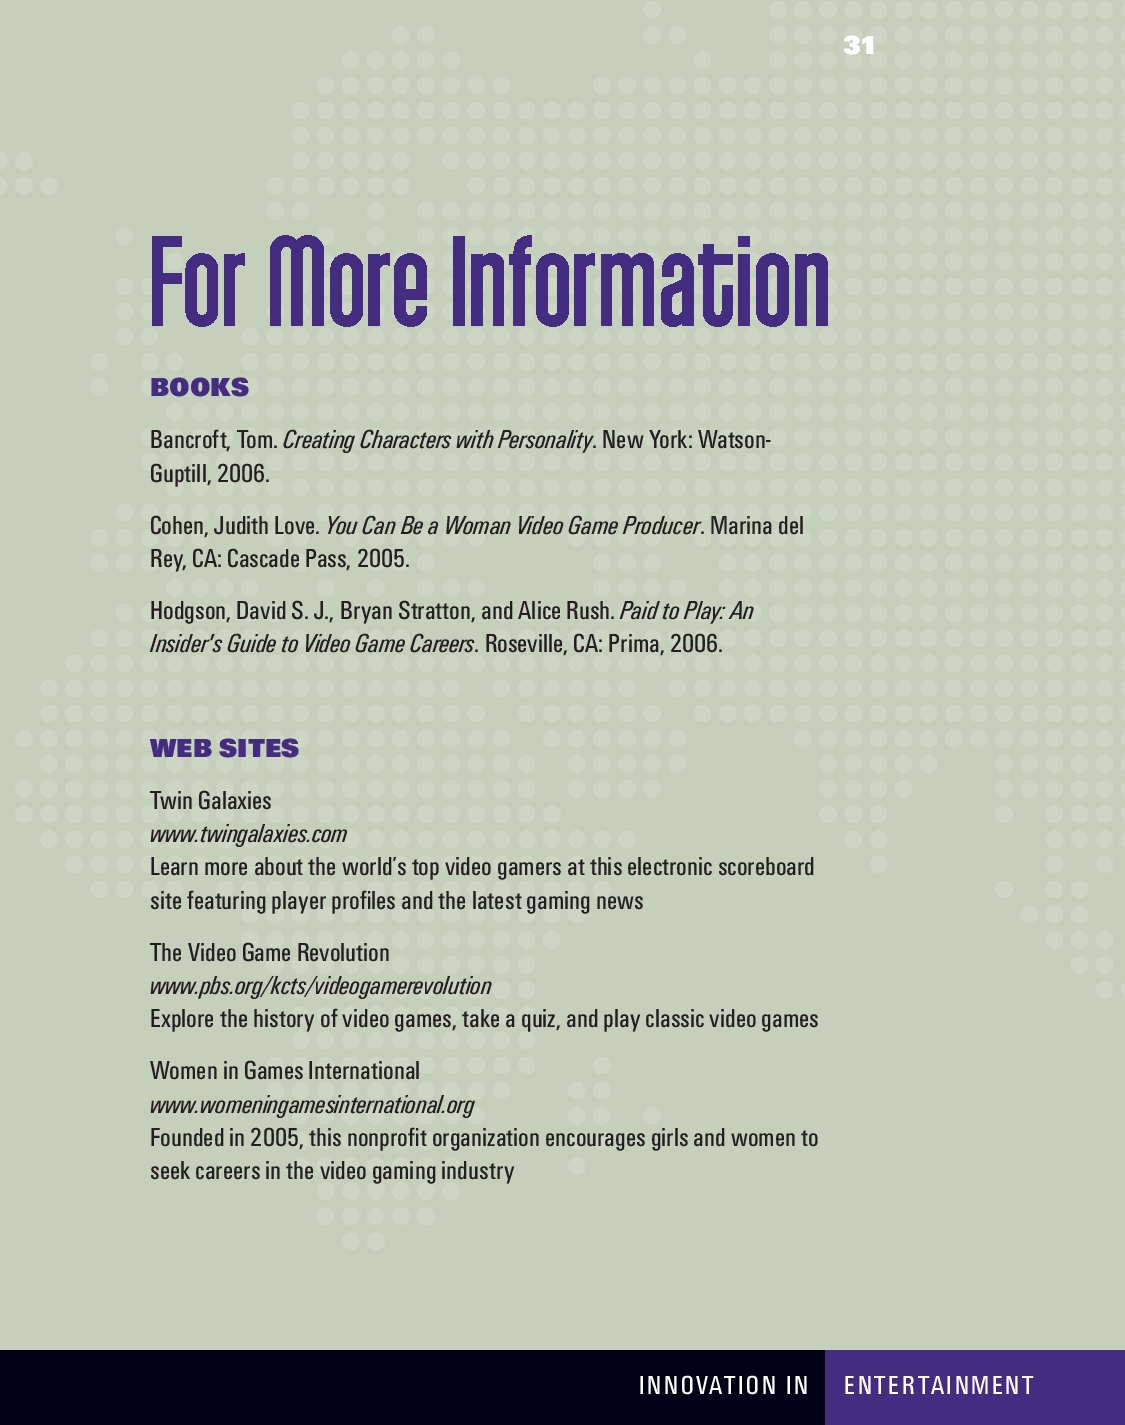 31
For More Information
BOOKS
Bancroft, Tom. Creating Characters with Personality. New York: Watson-
Guptill, 2006.
Cohen, Judith Love. You Can Be a Woman Video Game Producer. Marina del
Rey, CA: Cascade Pass, 2005.
Hodgson, David S. J., Bryan Stratton, and Alice Rush. Paid to Play: An
Insider’s Guide to Video Game Careers. Roseville, CA: Prima, 2006.
WEB SITES
Twin Galaxies
www.twingalaxies.com
Learn more about the world’s top video gamers at this electronic scoreboard
site featuring player profiles and the latest gaming news
The Video Game Revolution
www.pbs.org/kcts/videogamerevolution
Explore the history of video games, take a quiz, and play classic video games
Women in Games International
www.womeningamesinternational.org
Founded in 2005, this nonprofit organization encourages girls and women to
seek careers in the video gaming industry
INNOVATION IN ENTERTAINMENT